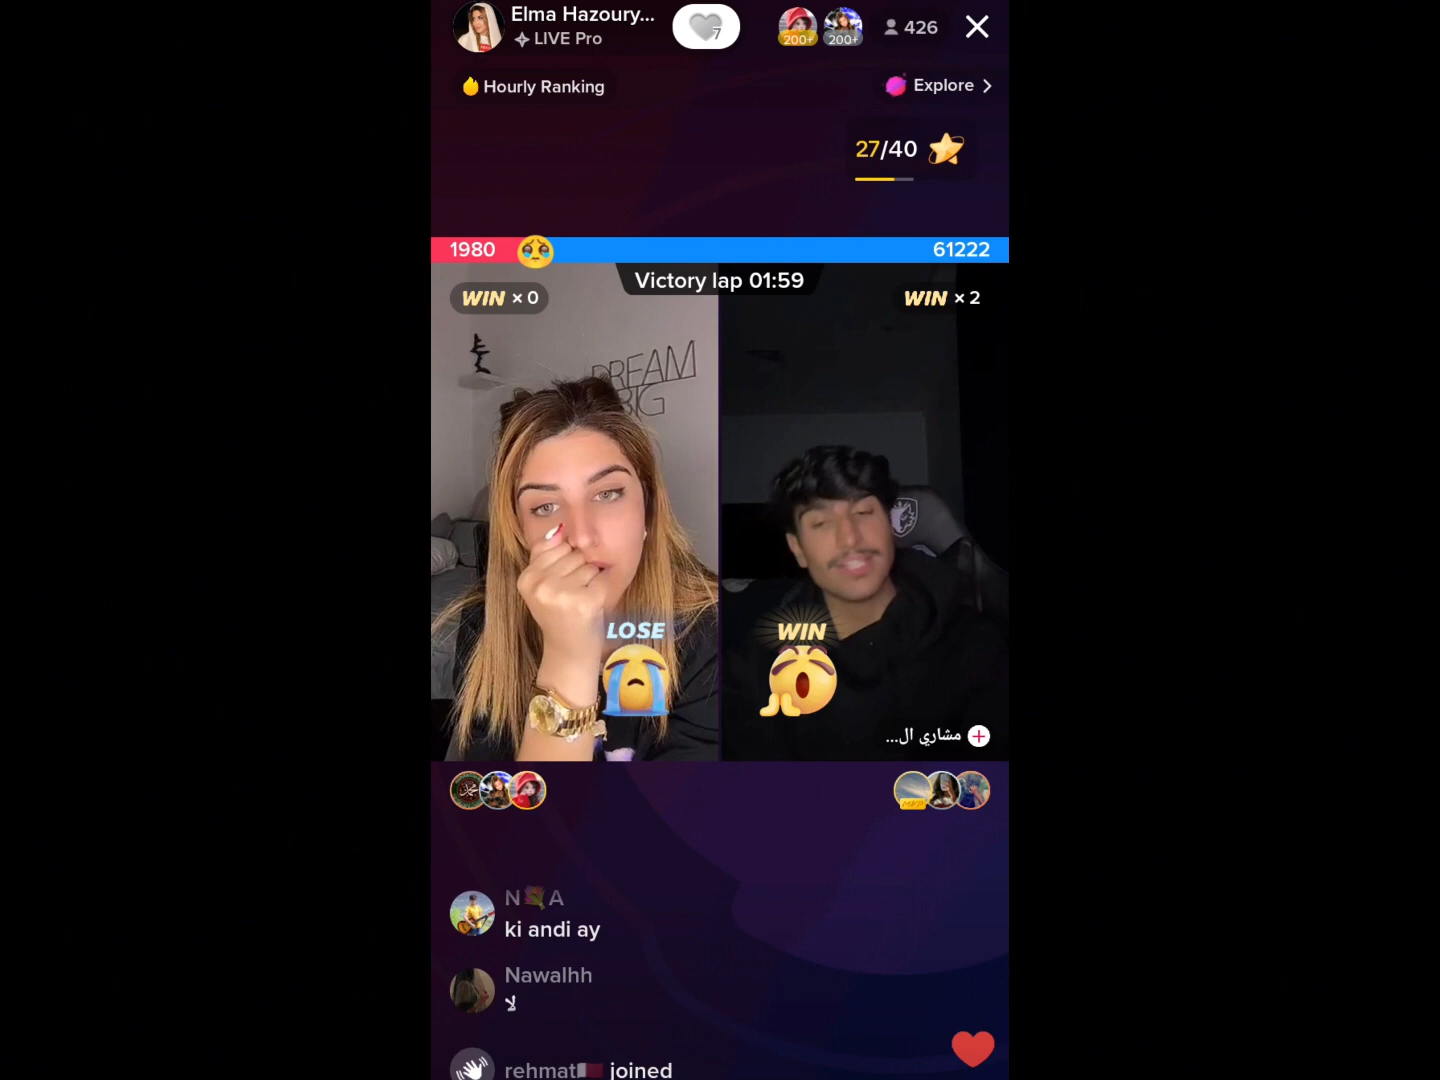 Elma Hazoury...
LIVE Pro
7
200+
200+
426
Hourly Ranking
Explore
27/40
1980
61222
Victory lap 01:59
WIN × 0
WIN × 2
DREAM
BIG
LOSE
WIN
مشاري ال...
N A
ki andi ay
Nawalhh
لا
rehmat joined